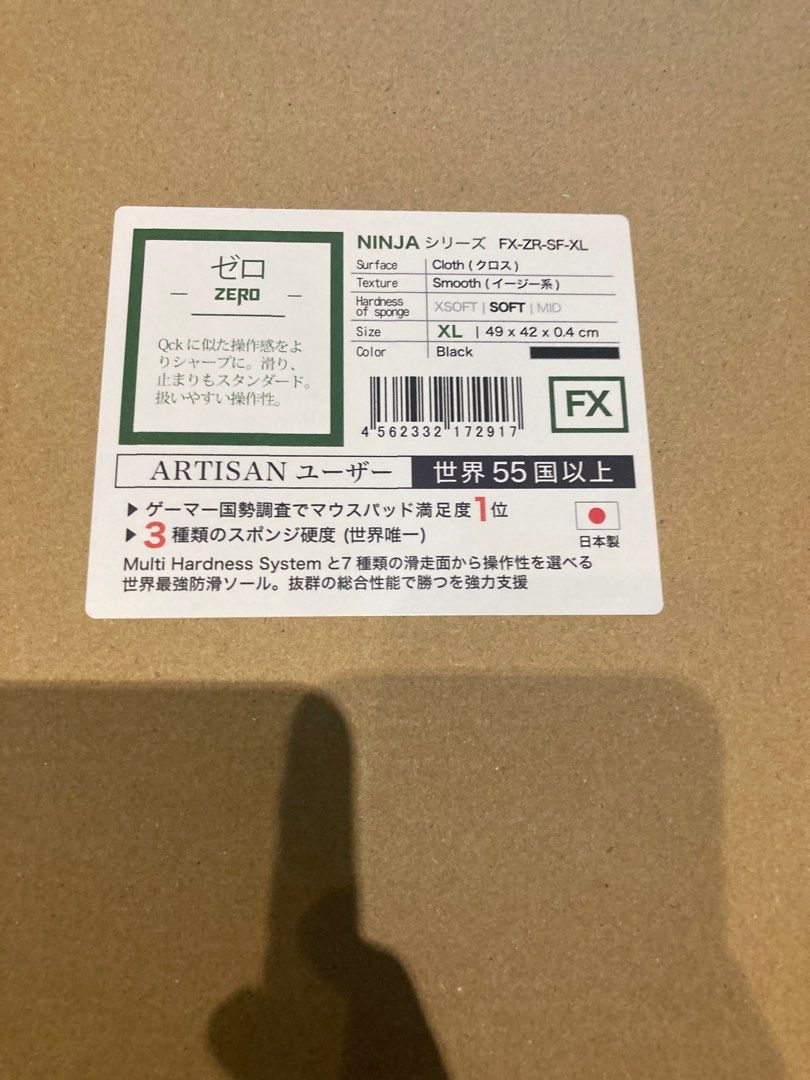 ゼロ
ZERO
Qckに似た操作感をよ
りシャープに。滑り、
止まりもスタンダード。
扱いやすい操作性。
NINJA シリーズ FX-ZR-SF-XL
Surface Cloth (クロス)
Texture Smooth (イージー系)
Hardness of sponge XSOFT | SOFT | MID
Size XL | 49 x 42 x 0.4 cm
Color Black
4 562332 172917
FX
ARTISAN ユーザー 世界 55 国以上
▶ ゲーマー国勢調査でマウスパッド満足度1位
▶ 3 種類のスポンジ硬度 (世界唯一)
日本製
Multi Hardness System と7 種類の滑走面から操作性を選べる
世界最強防滑ソール。抜群の総合性能で勝つを強力支援